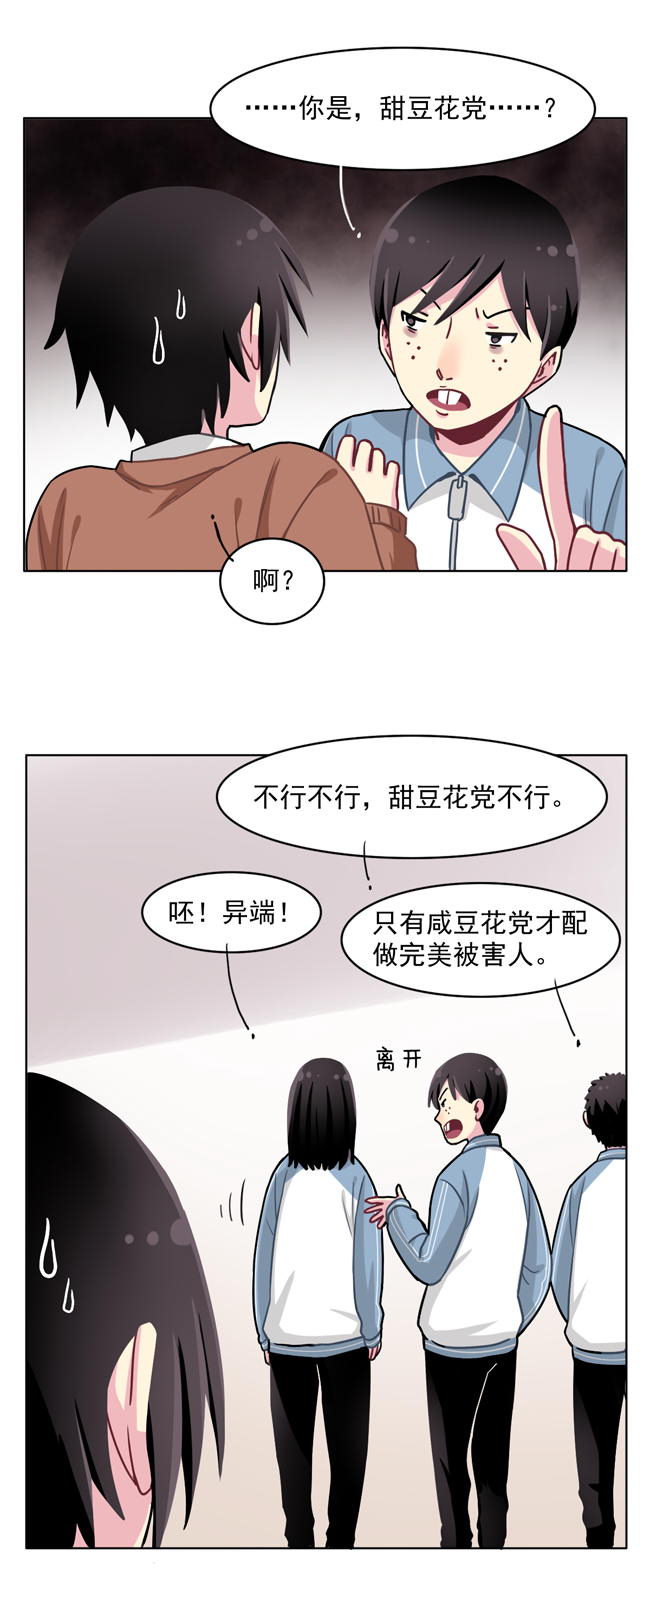 ……你是，甜豆花党……？
啊？
不行不行，甜豆花党不行。
呸！异端！
只有咸豆花党才配
做完美被害人。
离开